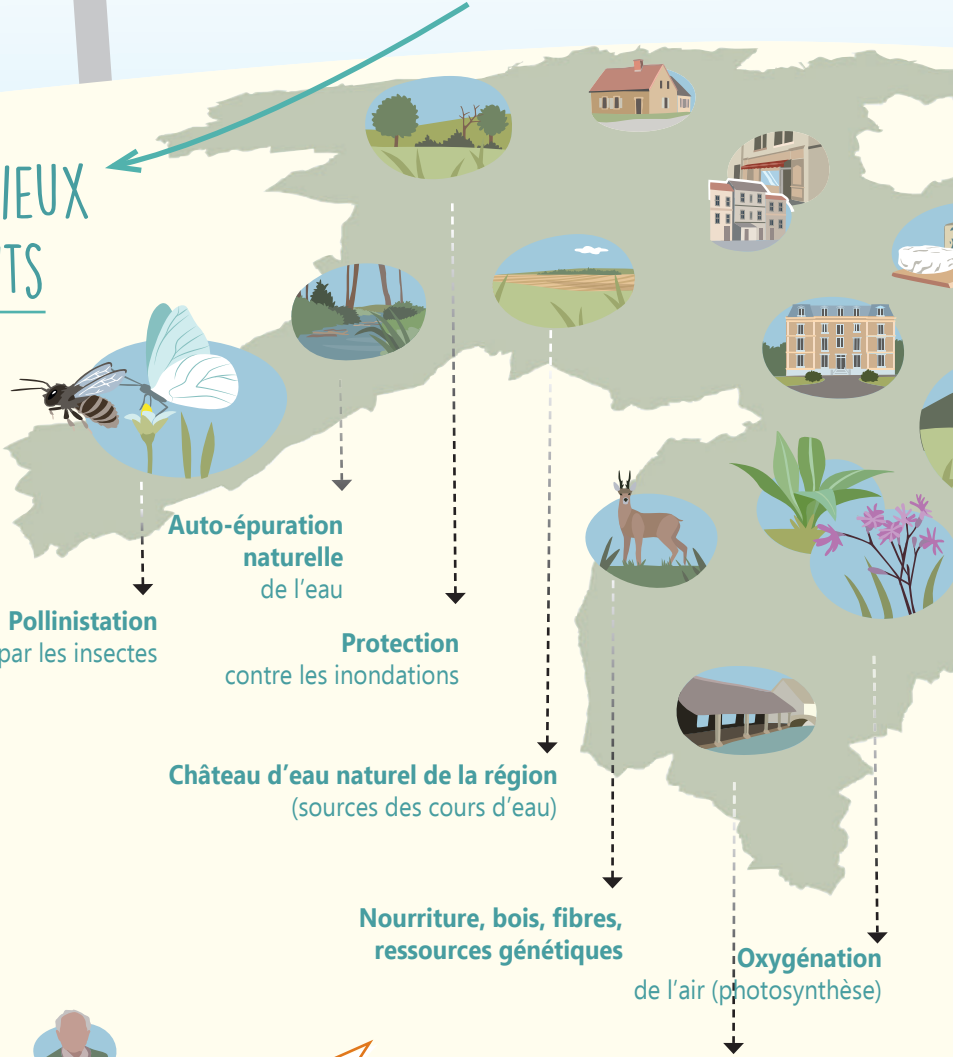 IEUX
TS
Auto-épuration
naturelle
de l'eau
Pollinistation
par les insectes
Protection
contre les inondations
Château d'eau naturel de la région
(sources des cours d'eau)
Nourriture, bois, fibres,
ressources génétiques
Oxygénation
de l'air (photosynthèse)